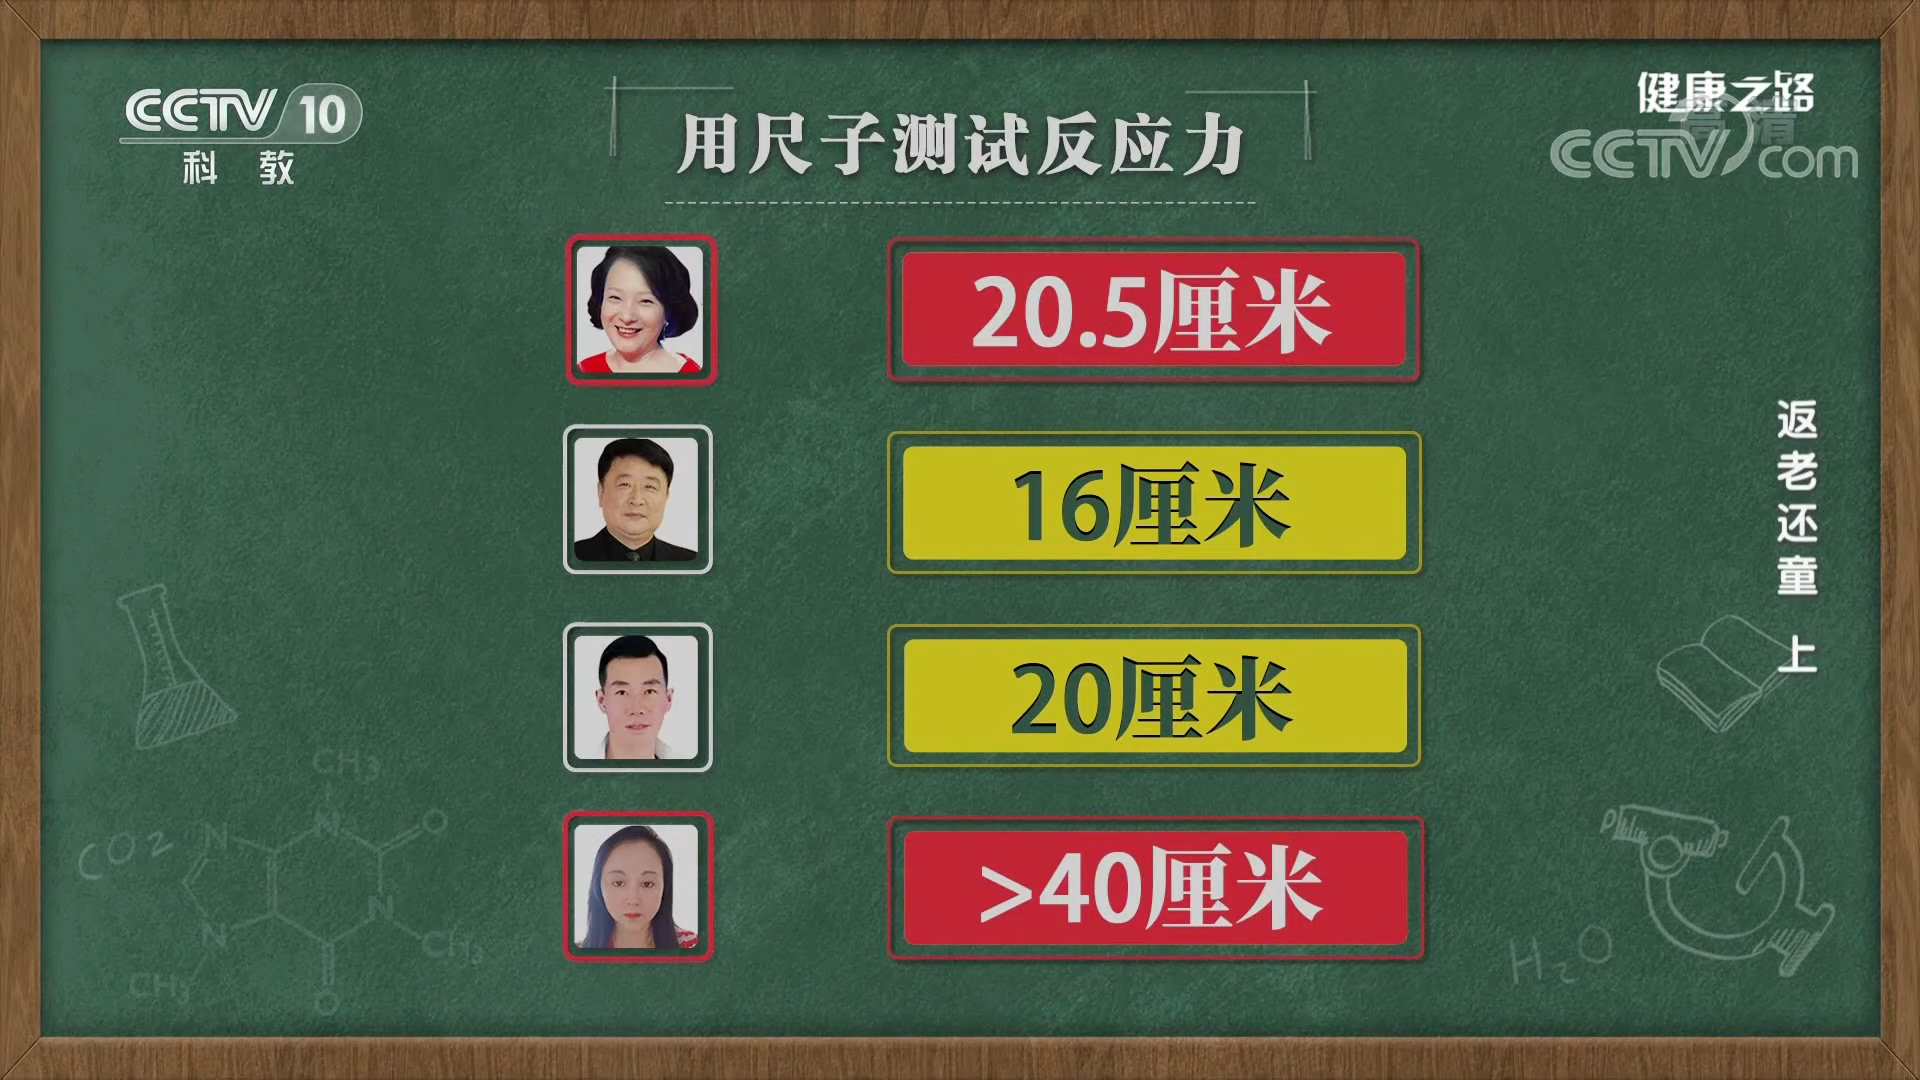 CCTV 10
科 教
用尺子测试反应力
健康之路
高清
CCTV.com
20.5厘米
16厘米
20厘米
>40厘米
返老还童 上
CH3
CO2
N
N
O
N
N
CH3
CH3
O
H2O